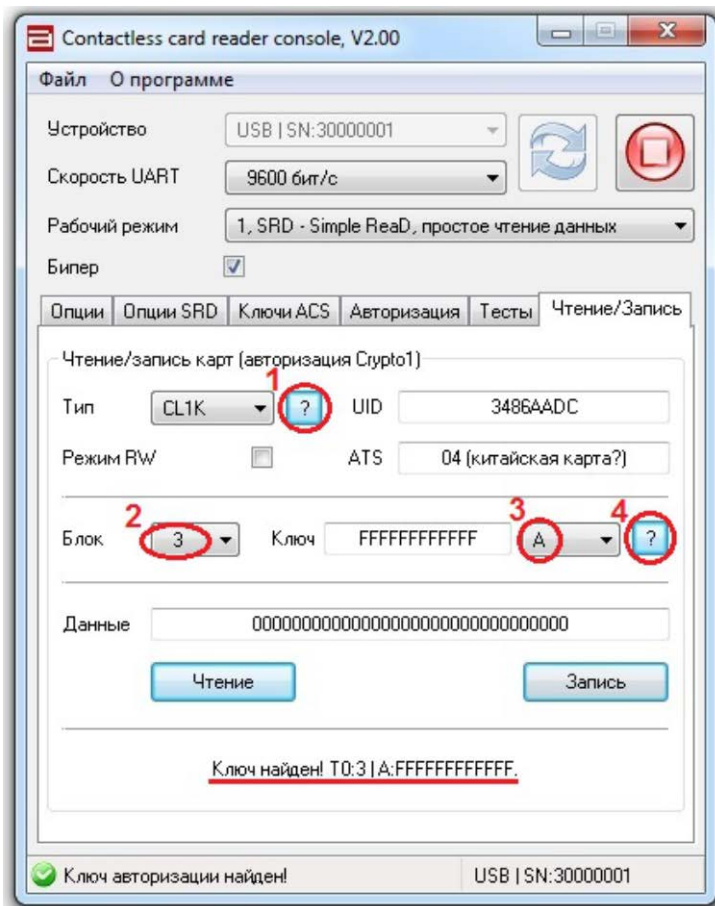 Contactless card reader console, V2.00
Файл О программе
Устройство USB | SN:30000001
Скорость UART 9600 бит/с
Рабочий режим 1, SRD - Simple ReaD, простое чтение данных
Бипер
Опции Опции SRD Ключи ACS Авторизация Тесты Чтение/Запись
Чтение/запись карт (авторизация Crypto1)
1
Тип CL1K ? UID 3486AADC
Режим RW ATS 04 (китайская карта?)
2 3 4
Блок 3 Ключ FFFFFFFFFFFF A ?
Данные 00000000000000000000000000000000
Чтение Запись
Ключ найден! T0:3 | A:FFFFFFFFFFFF.
Ключ авторизации найден! USB | SN:30000001